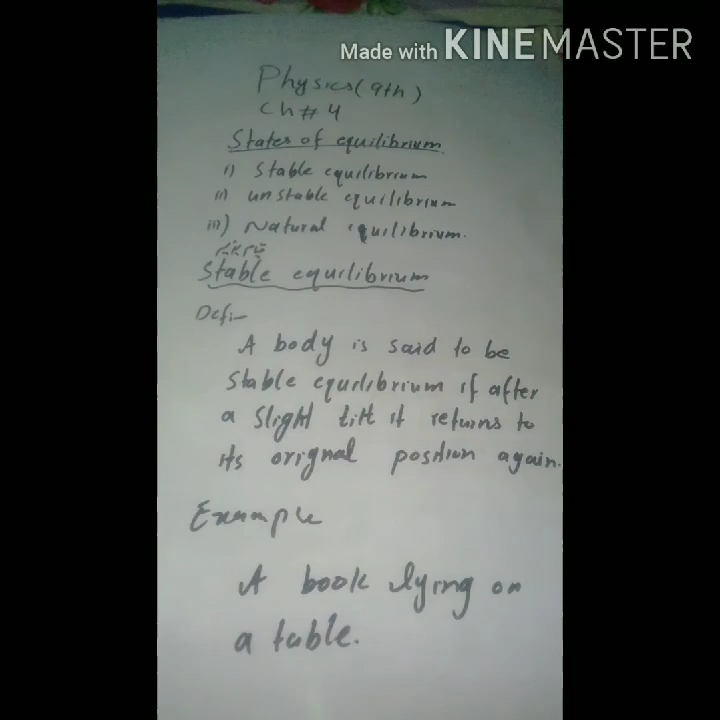 Made with KINEMASTER
Physics (9th)
Ch # 4
States of equilibrium
i) Stable equilibrium
ii) unstable equilibrium
iii) Natural equilibrium.
Stable equilibrium
Defi-
A body is said to be
stable equilibrium if after
a slight tilt it returns to
its orignal position again.
Example
A book lying on
a table.